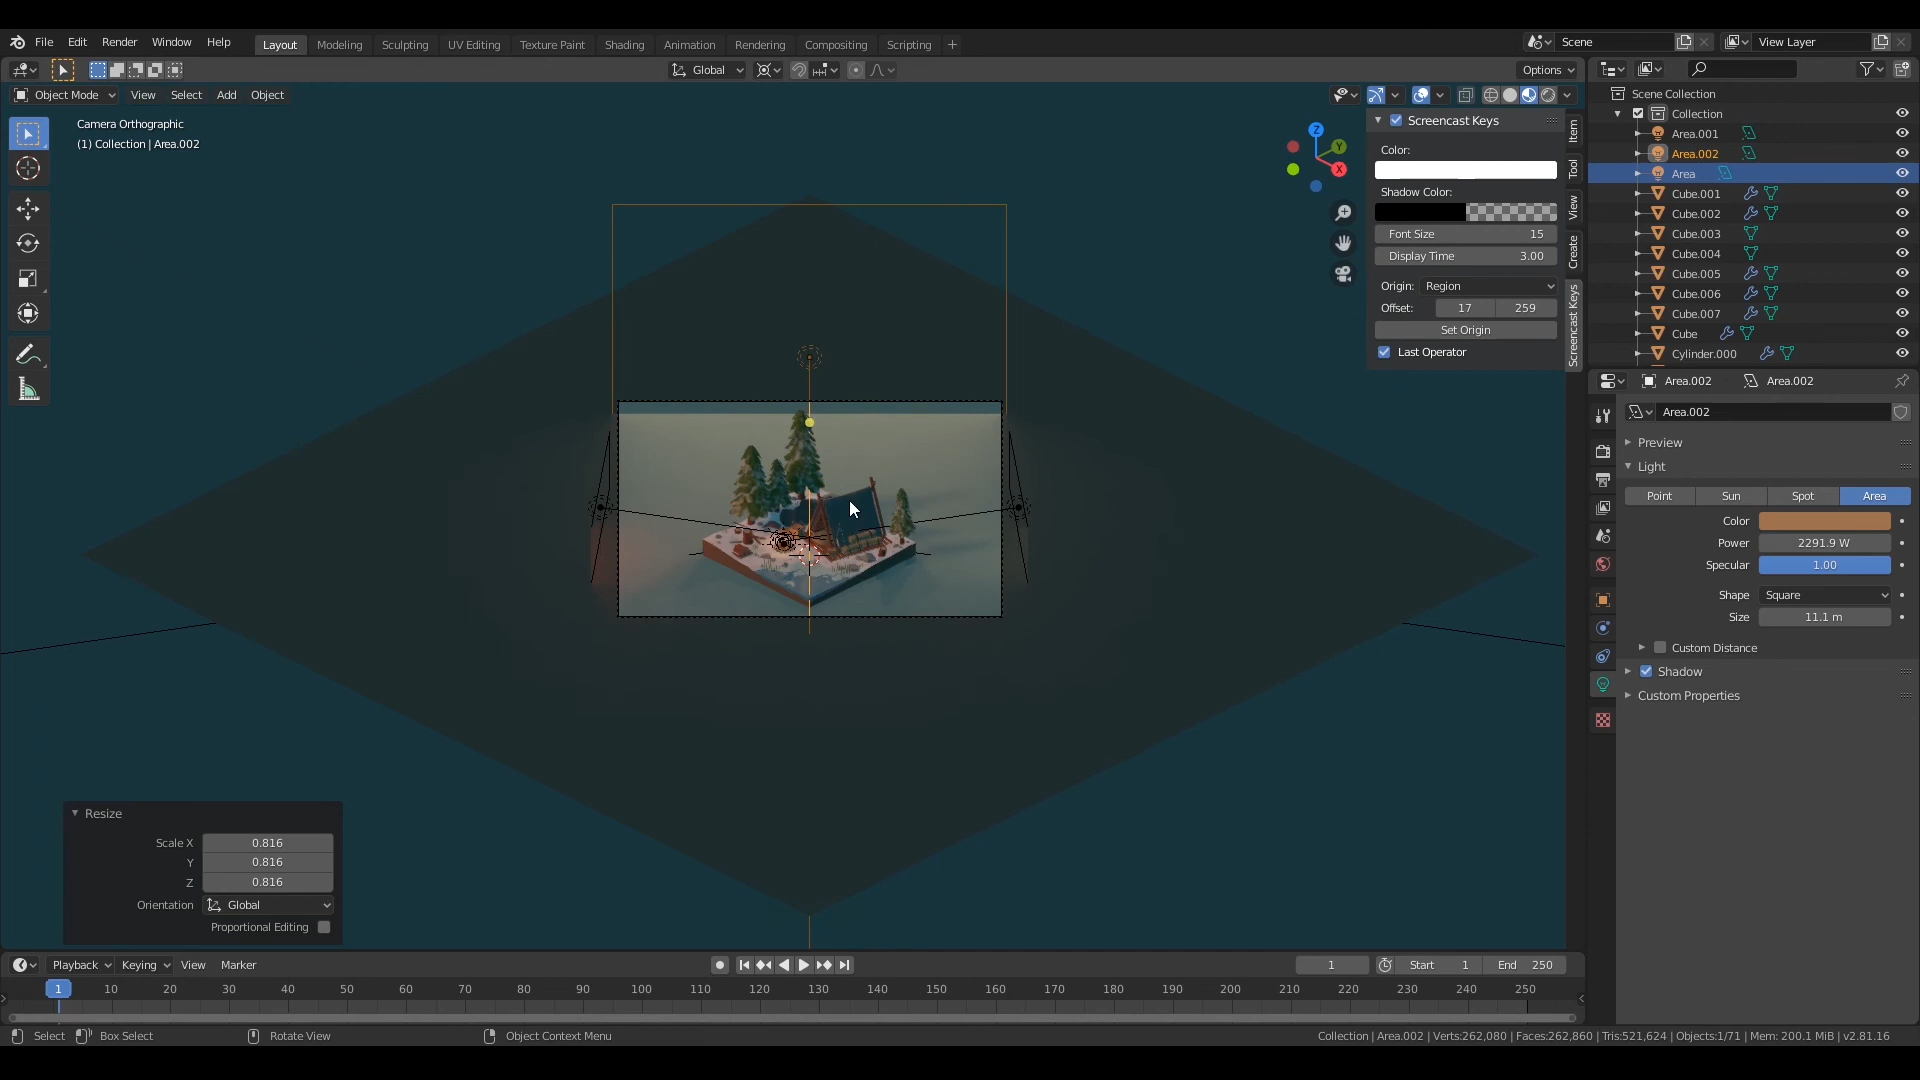 File Edit Render Window Help Layout Modeling Sculpting UV Editing Texture Paint Shading Animation Rendering Compositing Scripting + Scene View Layer
Global Options
Object Mode View Select Add Object
Camera Orthographic
(1) Collection | Area.002
Z
Y
X
Screencast Keys
Color:
Shadow Color:
Font Size 15
Display Time 3.00
Origin: Region
Offset: 17 259
Set Origin
Last Operator
Item
Tool
View
Create
Screencast Keys
Scene Collection
Collection
Area.001
Area.002
Area
Cube.001
Cube.002
Cube.003
Cube.004
Cube.005
Cube.006
Cube.007
Cube
Cylinder.000
Area.002 Area.002
Area.002
Preview
Light
Point Sun Spot Area
Color
Power 2291.9 W
Specular 1.00
Shape Square
Size 11.1 m
Custom Distance
Shadow
Custom Properties
Resize
Scale X 0.816
Y 0.816
Z 0.816
Orientation Global
Proportional Editing
Playback Keying View Marker 1 Start 1 End 250
1 10 20 30 40 50 60 70 80 90 100 110 120 130 140 150 160 170 180 190 200 210 220 230 240 250
Select Box Select Rotate View Object Context Menu Collection | Area.002 | Verts:262,080 | Faces:262,860 | Tris:521,624 | Objects:1/71 | Mem: 200.1 MiB | v2.81.16